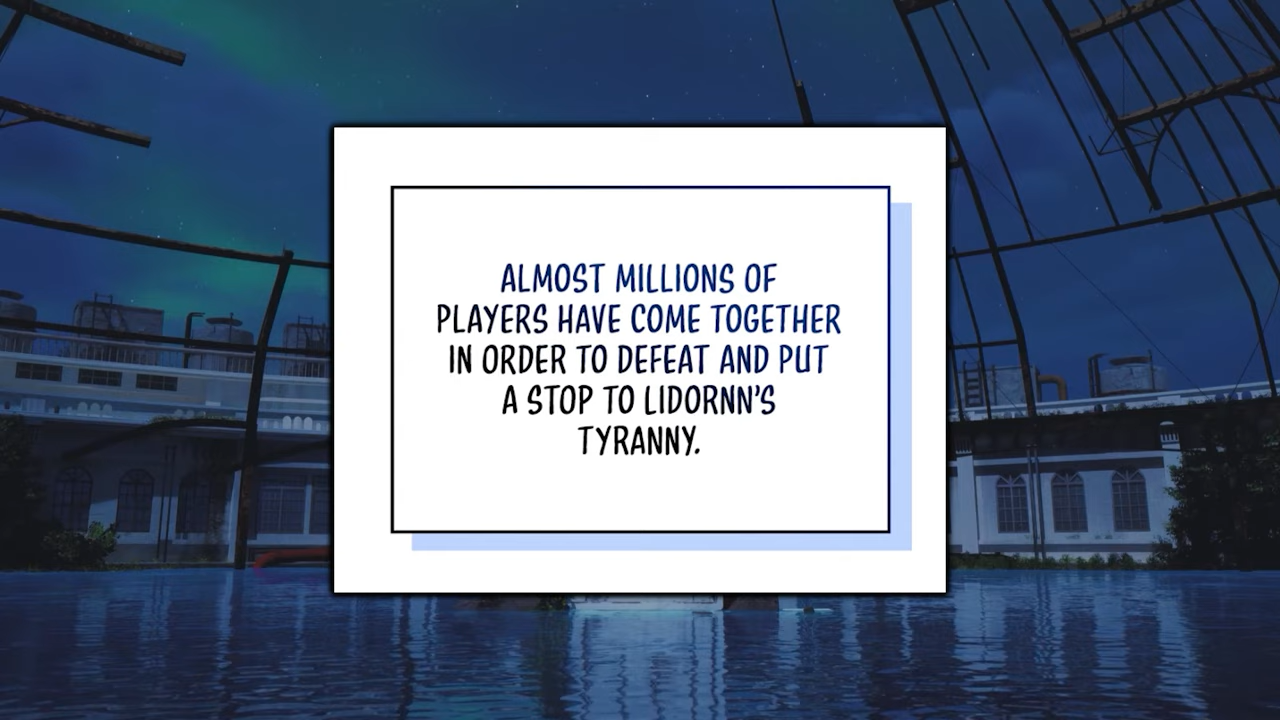 ALMOST MILLIONS OF
PLAYERS HAVE COME TOGETHER
IN ORDER TO DEFEAT AND PUT
A STOP TO LIDORNN'S
TYRANNY.